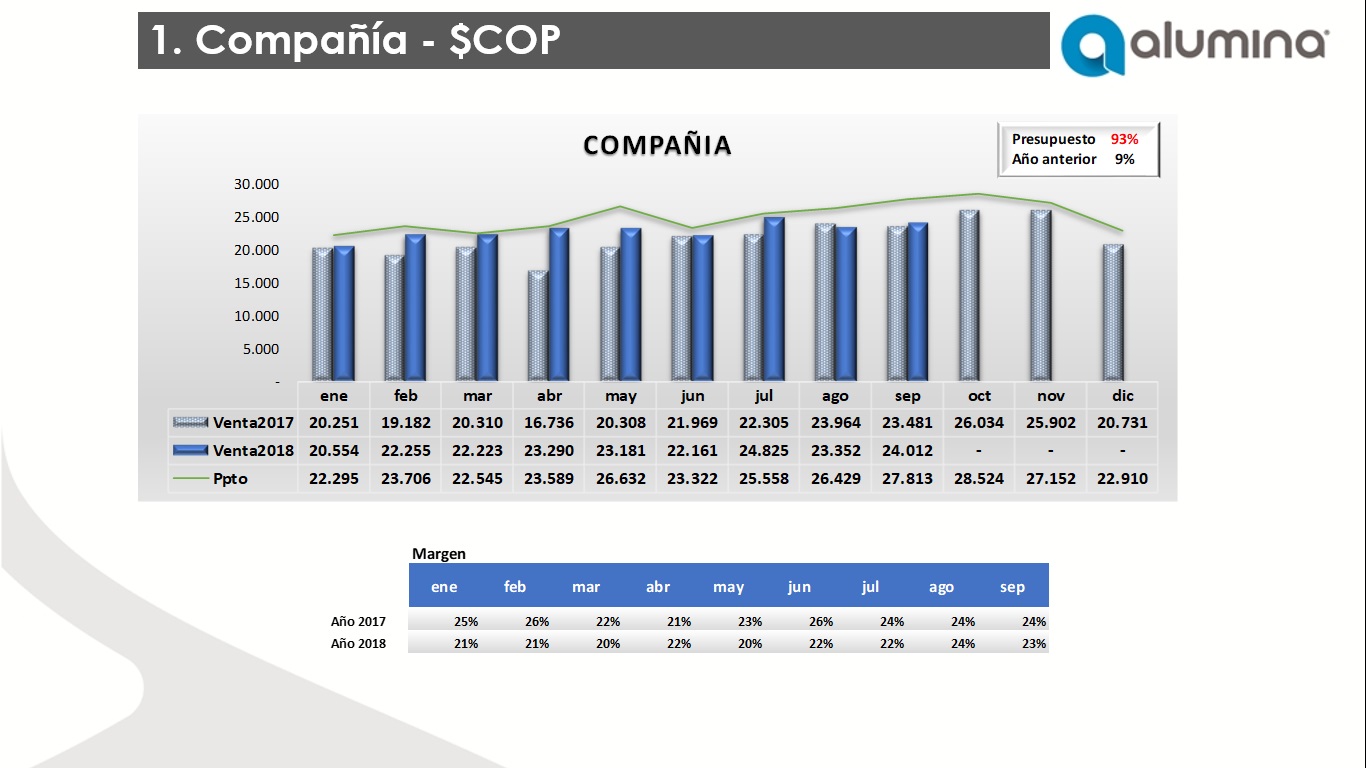 1. Compañía - $COP
alumina
COMPAÑIA
Presupuesto 93%
Año anterior 9%
30.000
25.000
20.000
15.000
10.000
5.000
-
ene feb mar abr may jun jul ago sep oct nov dic
Venta2017 20.251 19.182 20.310 16.736 20.308 21.969 22.305 23.964 23.481 26.034 25.902 20.731
Venta2018 20.554 22.255 22.223 23.290 23.181 22.161 24.825 23.352 24.012 - - -
Ppto 22.295 23.706 22.545 23.589 26.632 23.322 25.558 26.429 27.813 28.524 27.152 22.910
Margen
ene feb mar abr may jun jul ago sep
Año 2017 25% 26% 22% 21% 23% 26% 24% 24% 24%
Año 2018 21% 21% 20% 22% 20% 22% 22% 24% 23%